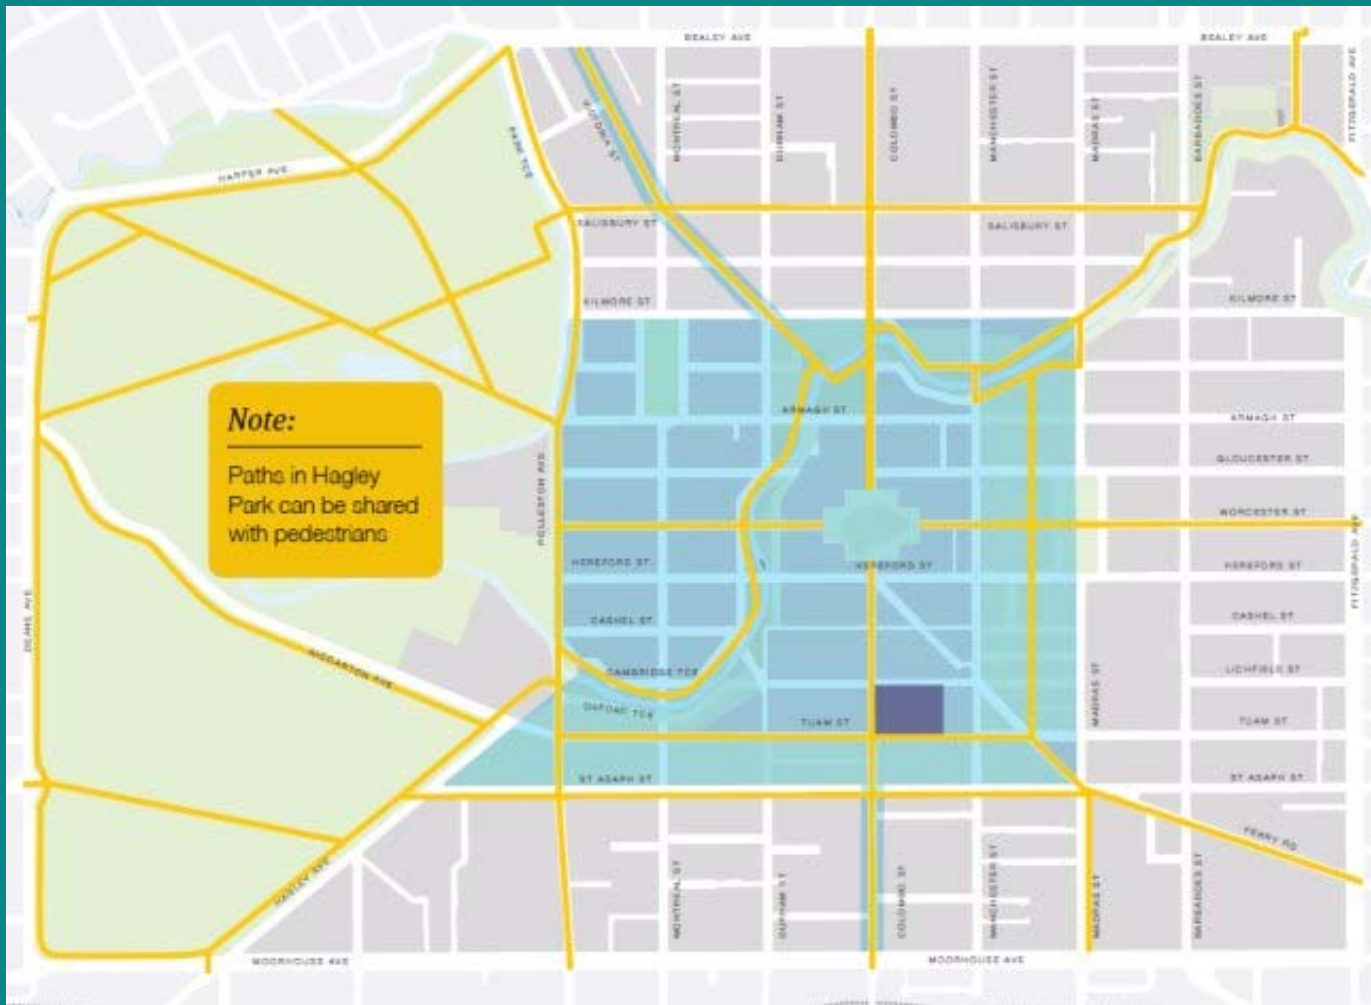 BEALEY AVE
BEALEY AVE
FITZGERALD AVE
VICTORIA ST
MONTREAL ST
DURHAM ST
COLOMBO ST
MANCHESTER ST
MADRAS ST
BARBADOES ST
PARK TCE
HARPER AVE
SALISBURY ST
SALISBURY ST
KILMORE ST
KILMORE ST
Note:
Paths in Hagley
Park can be shared
with pedestrians
ARMAGH ST
ARMAGH ST
GLOUCESTER ST
ROLLESTON AVE
WORCESTER ST
FITZGERALD AVE
HEREFORD ST
HEREFORD ST
HEREFORD ST
DEANS AVE
CASHEL ST
CASHEL ST
RICCARTON AVE
CAMBRIDGE TCE
LICHFIELD ST
MADRAS ST
OXFORD TCE
TUAM ST
TUAM ST
ST ASAPH ST
ST ASAPH ST
FERRY RD
HAGLEY AVE
MONTREAL ST
DURHAM ST
COLOMBO ST
MANCHESTER ST
MADRAS ST
BARBADOES ST
MOORHOUSE AVE
MOORHOUSE AVE